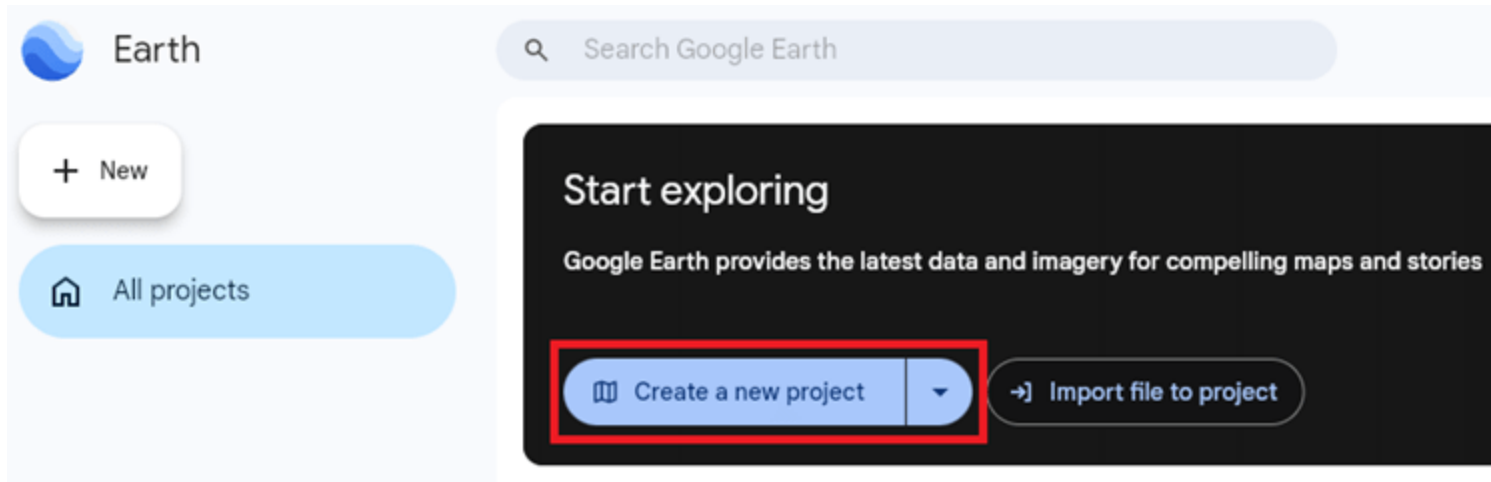 Earth
Search Google Earth
New
All projects
Start exploring
Google Earth provides the latest data and imagery for compelling maps and stories
Create a new project
Import file to project